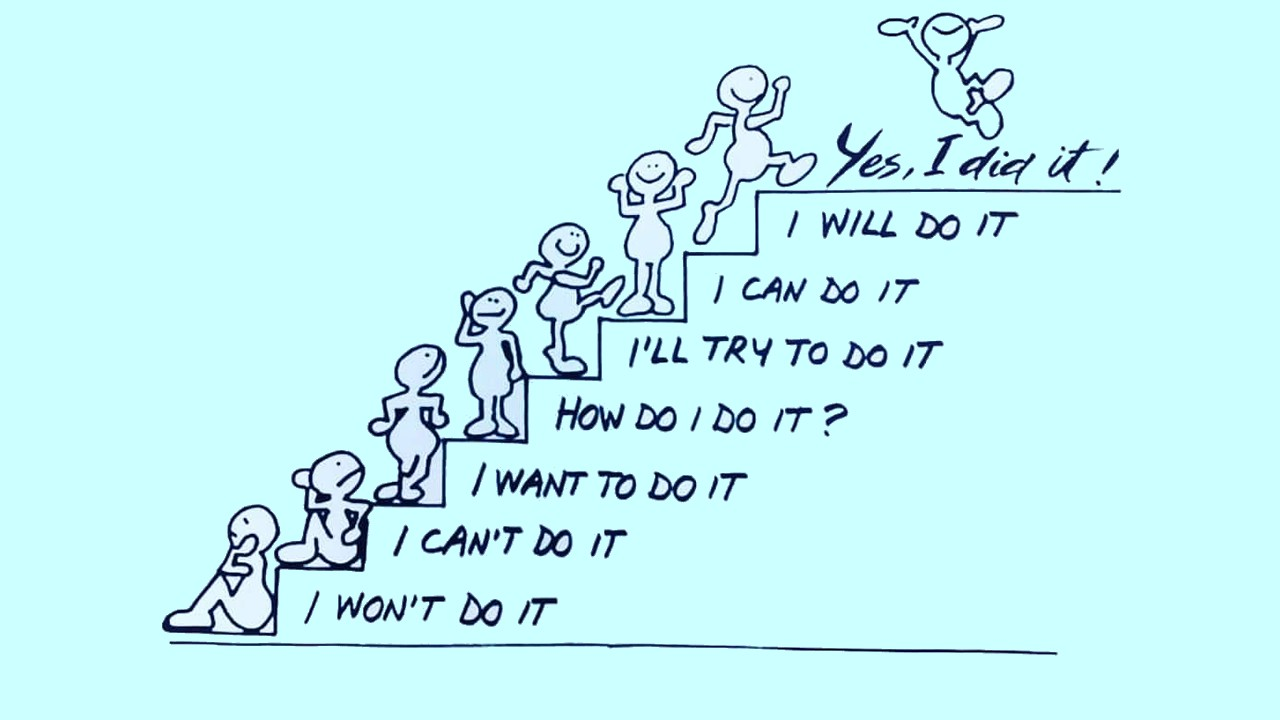 Yes, I did it!
I WILL DO IT
I CAN DO IT
I'LL TRY TO DO IT
HOW DO I DO IT?
I WANT TO DO IT
I CAN'T DO IT
I WON'T DO IT